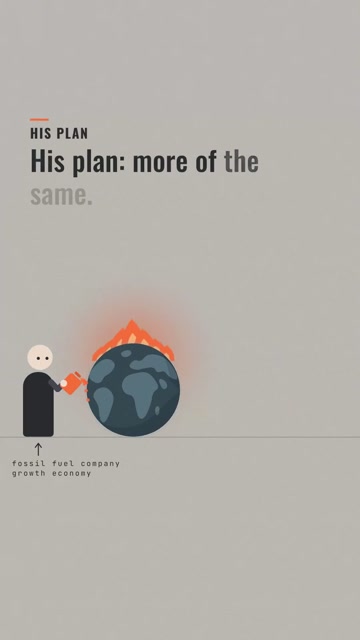 HIS PLAN
His plan: more of the
same.
fossil fuel company
growth economy